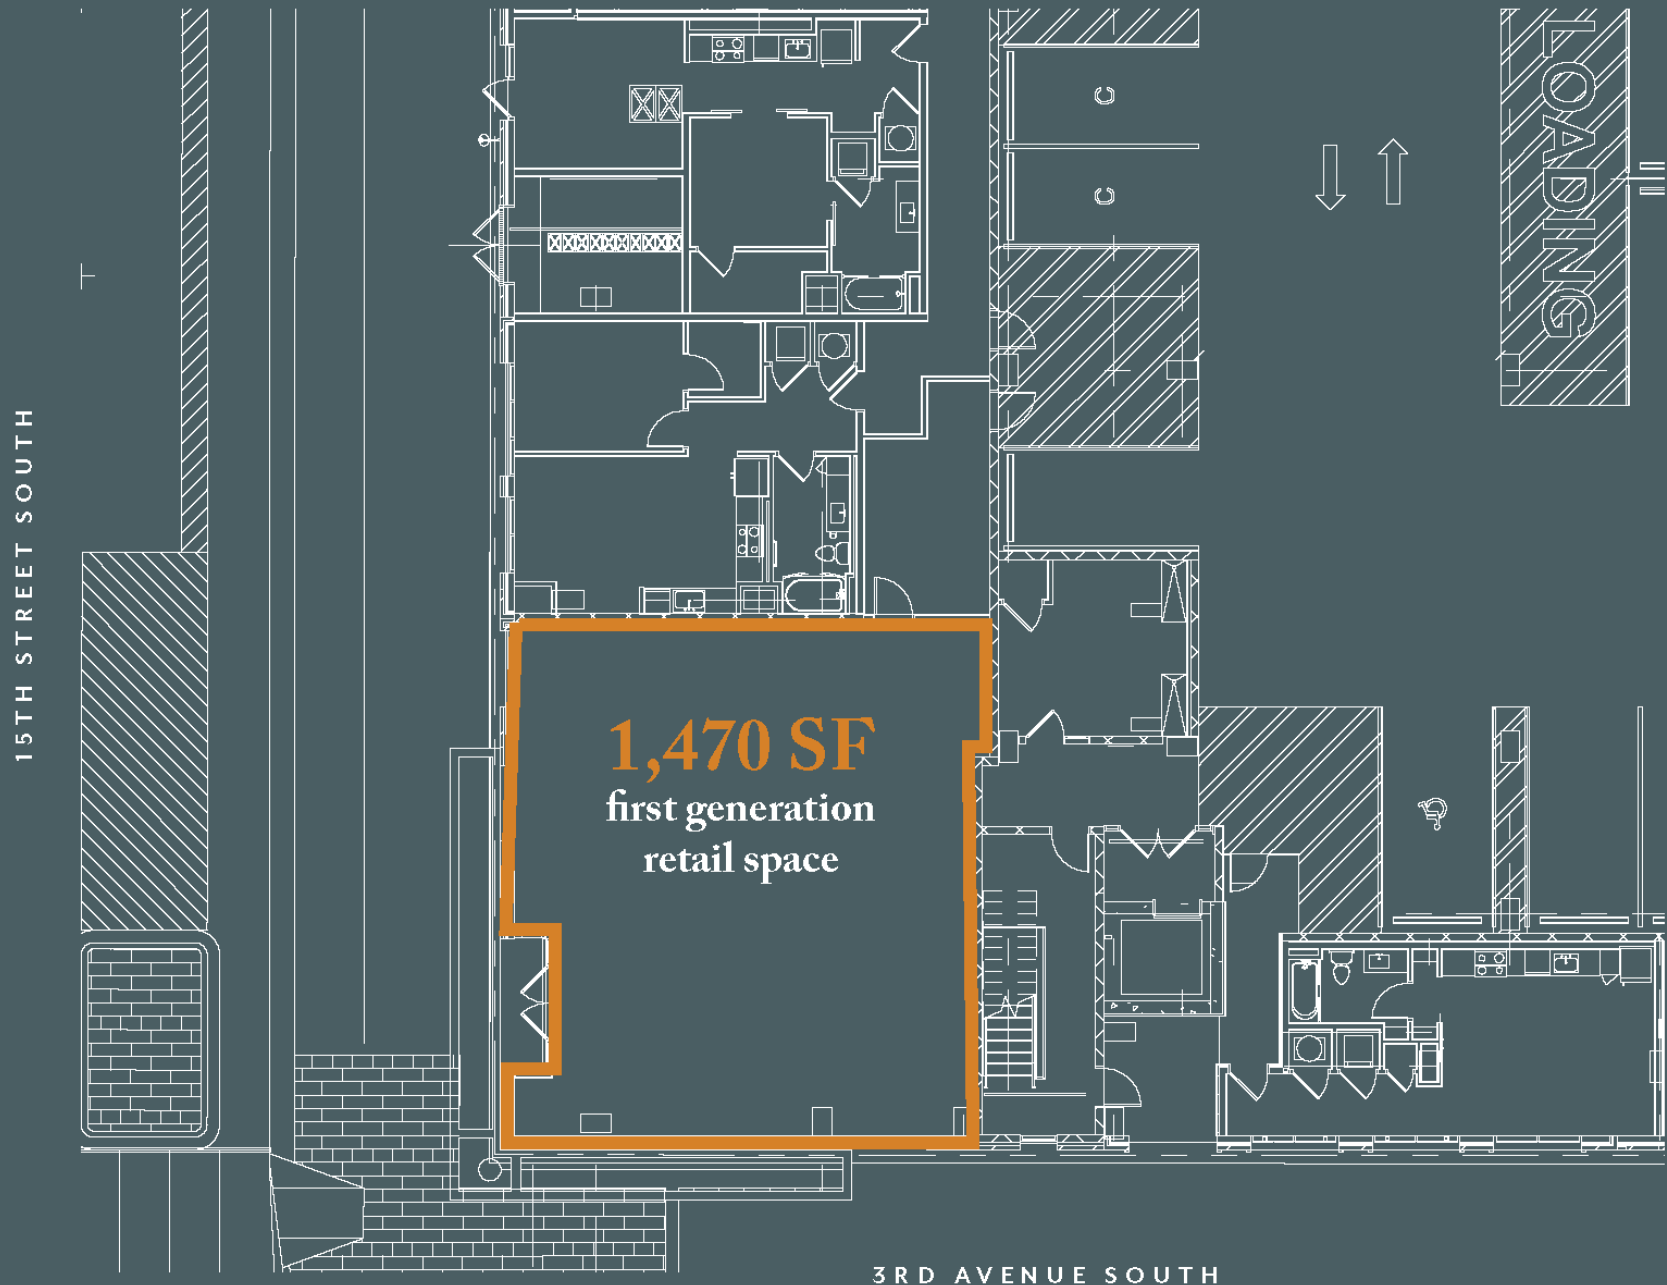 LOADING
C
C
15TH STREET SOUTH
1,470 SF
first generation
retail space
3RD AVENUE SOUTH